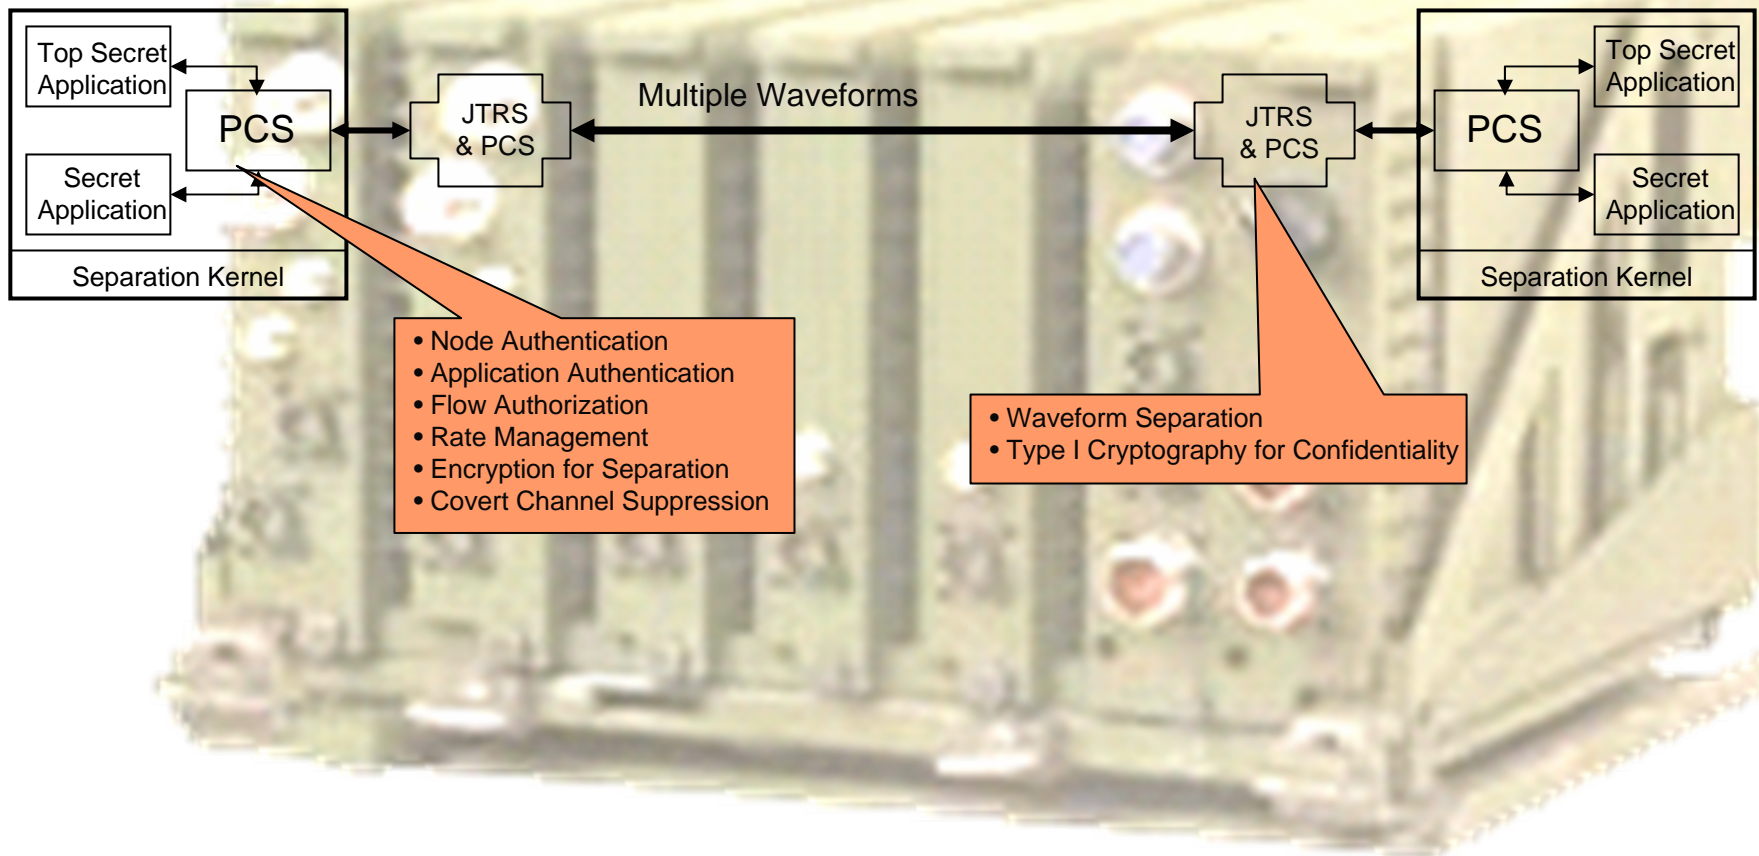 Top Secret
Application
PCS
Secret
Application
Separation Kernel
JTRS
& PCS
Multiple Waveforms
JTRS
& PCS
Top Secret
Application
PCS
Secret
Application
Separation Kernel
• Node Authentication
• Application Authentication
• Flow Authorization
• Rate Management
• Encryption for Separation
• Covert Channel Suppression
• Waveform Separation
• Type I Cryptography for Confidentiality